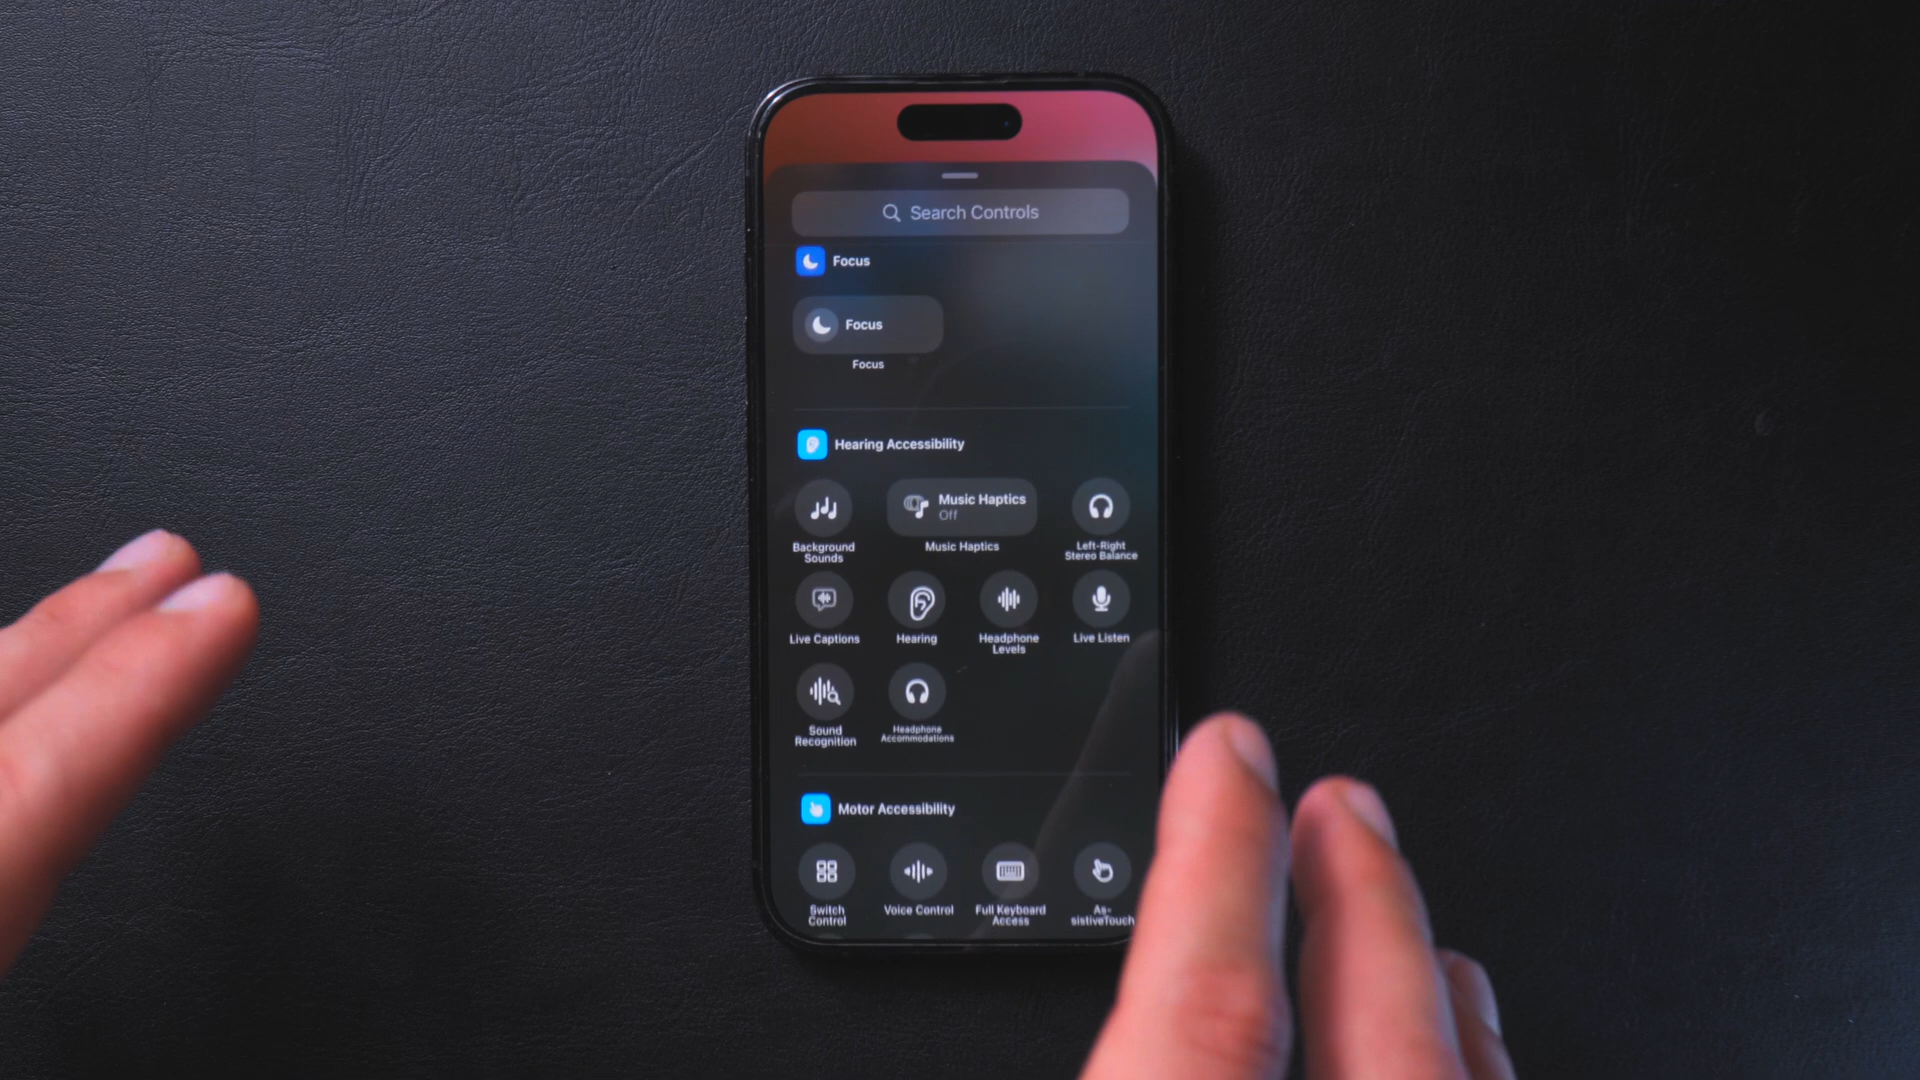 Search Controls
Focus
Focus
Focus
Hearing Accessibility
Music Haptics
Off
Background
Sounds
Music Haptics
Left-Right
Stereo Balance
Live Captions
Hearing
Headphone
Levels
Live Listen
Sound
Recognition
Headphone
Accommodations
Motor Accessibility
Switch
Control
Voice Control
Full Keyboard
Access
As-
sistiveTouch